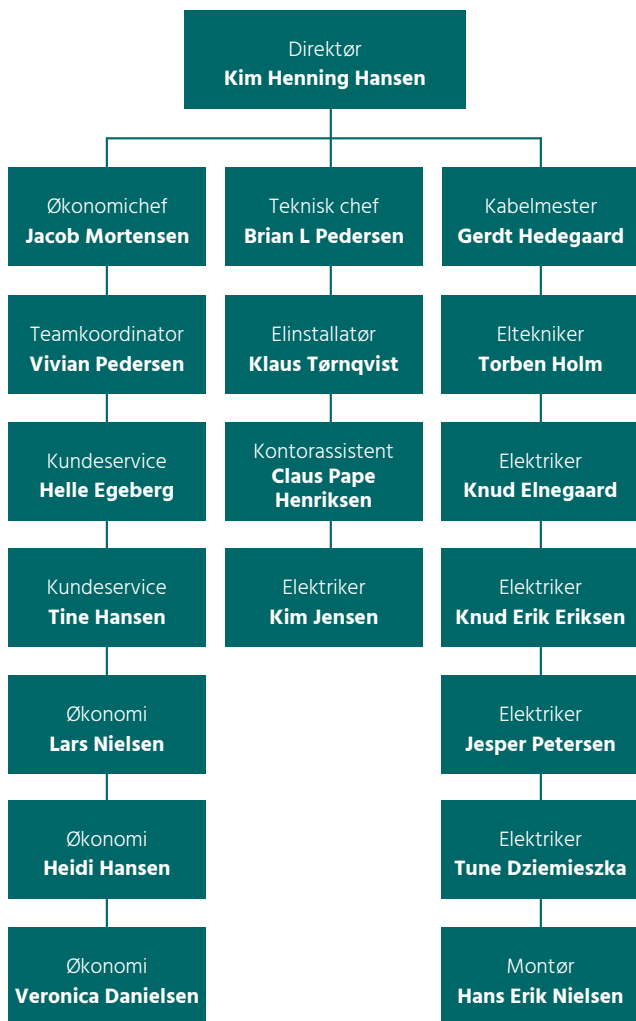 Direktør
Kim Henning Hansen
Økonomichef
Jacob Mortensen
Teknisk chef
Brian L Pedersen
Kabelmester
Gerdt Hedegaard
Teamkoordinator
Vivian Pedersen
Elinstallatør
Klaus Tørnqvist
Eltekniker
Torben Holm
Kundeservice
Helle Egeberg
Kontorassistent
Claus Pape
Henriksen
Elektriker
Knud Elnegaard
Kundeservice
Tine Hansen
Elektriker
Kim Jensen
Elektriker
Knud Erik Eriksen
Økonomi
Lars Nielsen
Elektriker
Jesper Petersen
Økonomi
Heidi Hansen
Elektriker
Tune Dziemieszka
Økonomi
Veronica Danielsen
Montør
Hans Erik Nielsen